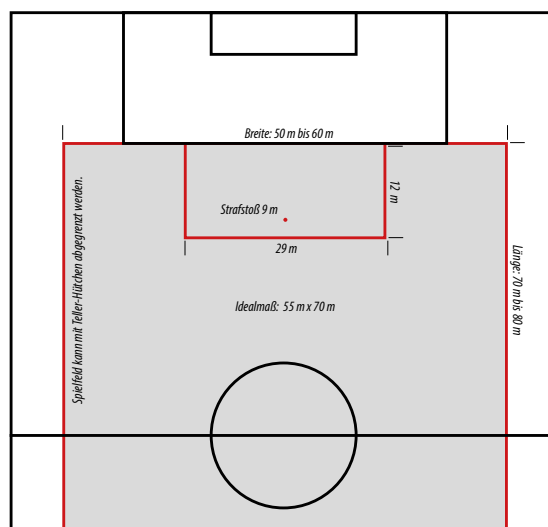 Breite: 50 m bis 60 m
12 m
Strafstoß 9 m
29 m
Spielfeld kann mit Teller-Hütchen abgegrenzt werden.
Idealmaß: 55 m x 70 m
Länge: 70 m bis 80 m